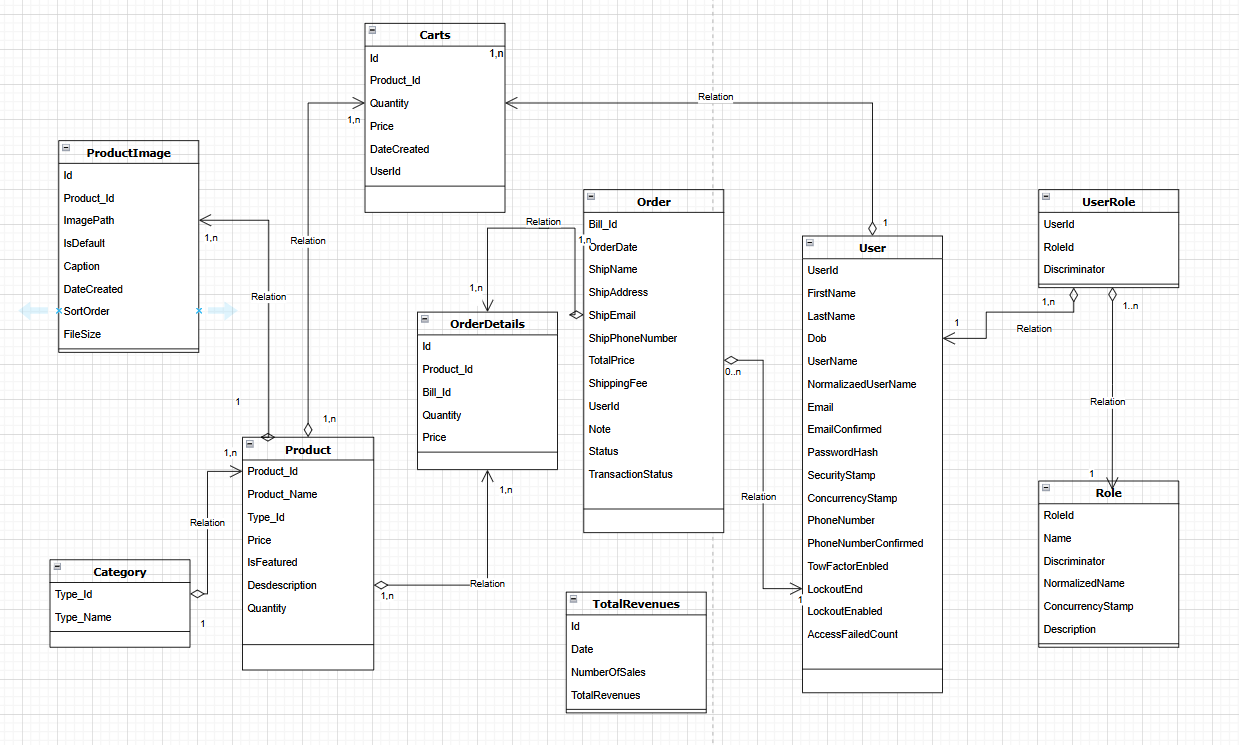 Carts
1,n
Id
Product_Id
Quantity
Price
DateCreated
UserId
1,n
Relation
ProductImage
Id
Product_Id
ImagePath
IsDefault
Caption
DateCreated
SortOrder
FileSize
1,n
Relation
1
Relation
1,n
Order
Bill_Id
OrderDate
ShipName
ShipAddress
ShipEmail
ShipPhoneNumber
TotalPrice
ShippingFee
UserId
Note
Status
TransactionStatus
Relation
1,n
1,n
OrderDetails
Id
Product_Id
Bill_Id
Quantity
Price
1,n
1
User
UserId
FirstName
LastName
Dob
UserName
NormalizaedUserName
Email
EmailConfirmed
PasswordHash
SecurityStamp
ConcurrencyStamp
PhoneNumber
PhoneNumberConfirmed
TowFactorEnbled
LockoutEnd
LockoutEnabled
AccessFailedCount
0..n
Relation
1
UserRole
UserId
RoleId
Discriminator
1,n
1..n
1
Relation
Relation
1
Role
RoleId
Name
Discriminator
NormalizedName
ConcurrencyStamp
Description
1,n
Product
Product_Id
Product_Name
Type_Id
Price
IsFeatured
Desdescription
Quantity
Relation
1,n
Relation
Category
Type_Id
Type_Name
1
TotalRevenues
Id
Date
NumberOfSales
TotalRevenues